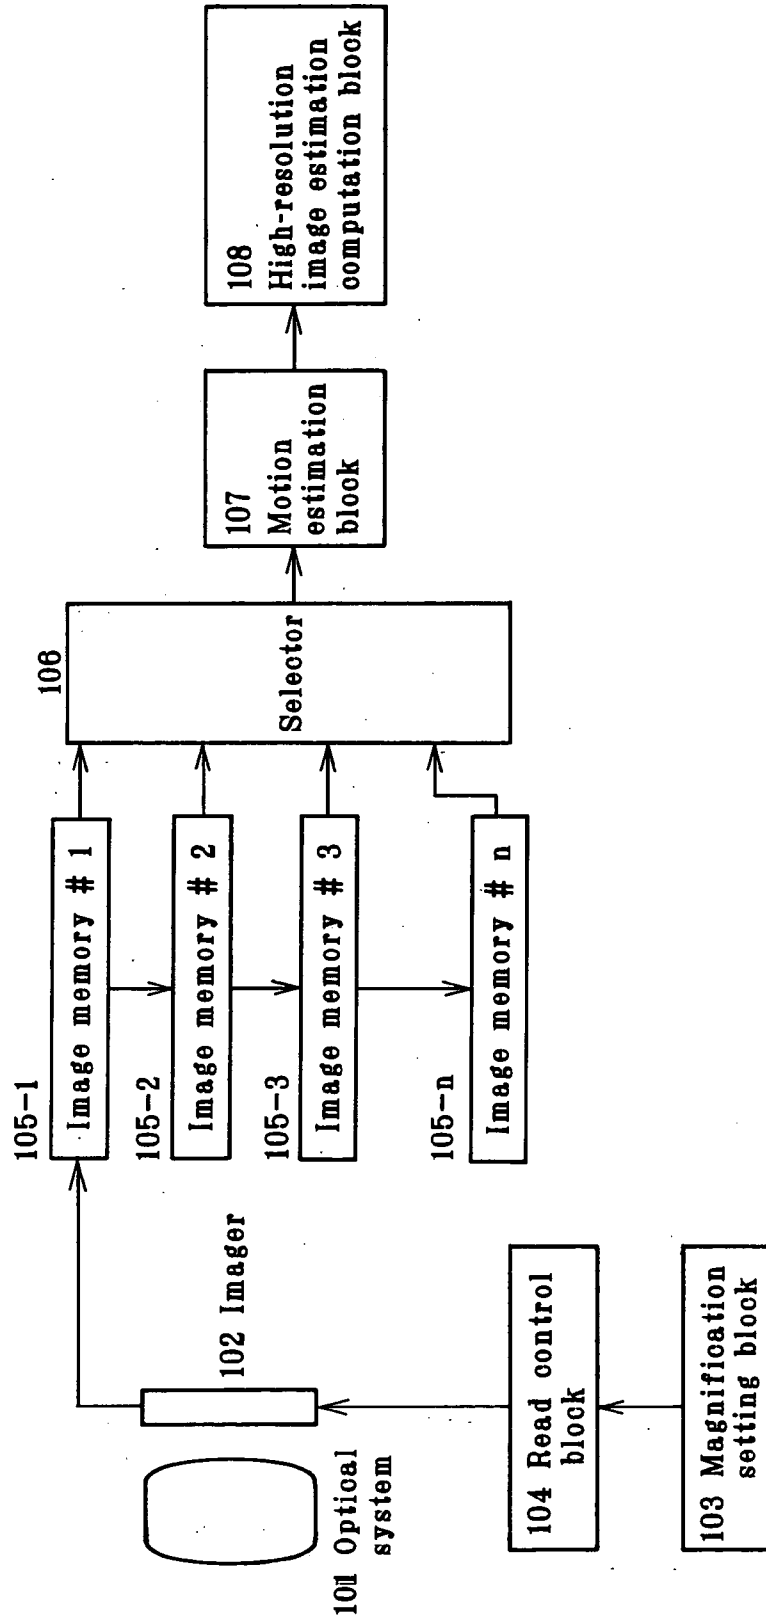 101 Optical
system
102 Imager
103 Magnification
setting block
104 Read control
block
105-1
Image memory # 1
105-2
Image memory # 2
105-3
Image memory # 3
105-n
Image memory # n
106
Selector
107
Motion
estimation
block
108
High-resolution
image estimation
computation block